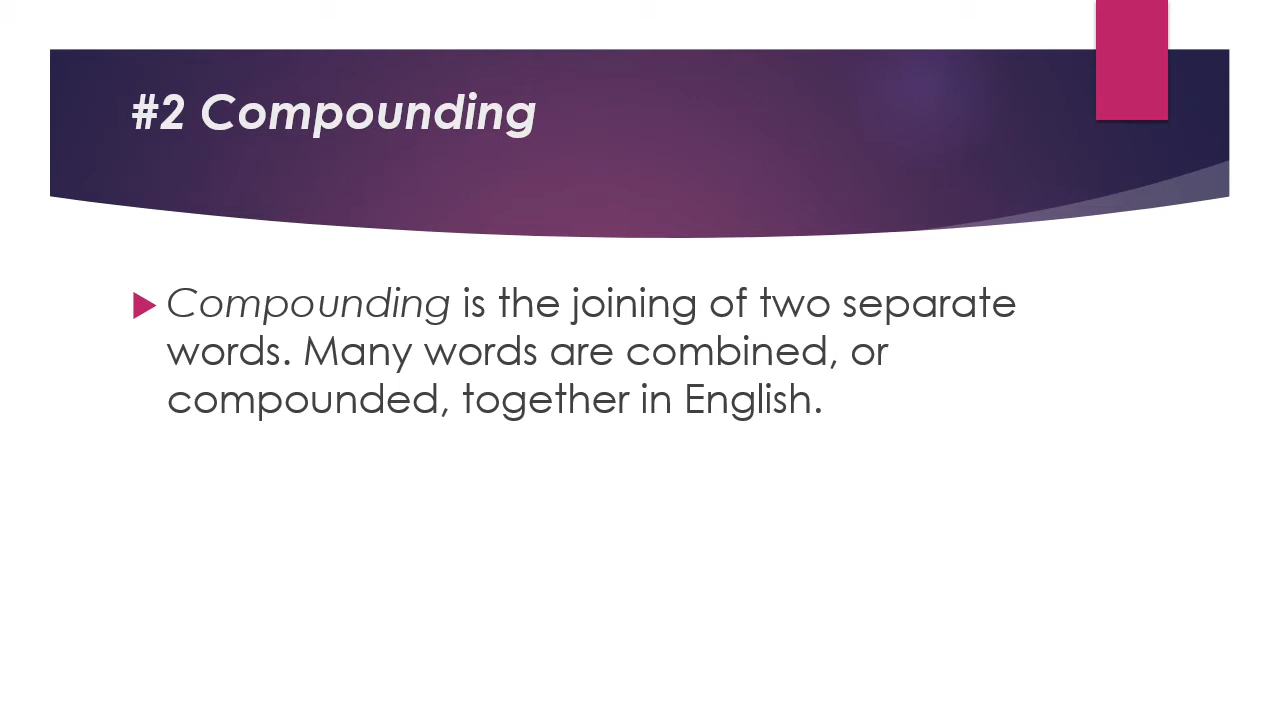 #2 Compounding
Compounding is the joining of two separate
words. Many words are combined, or
compounded, together in English.